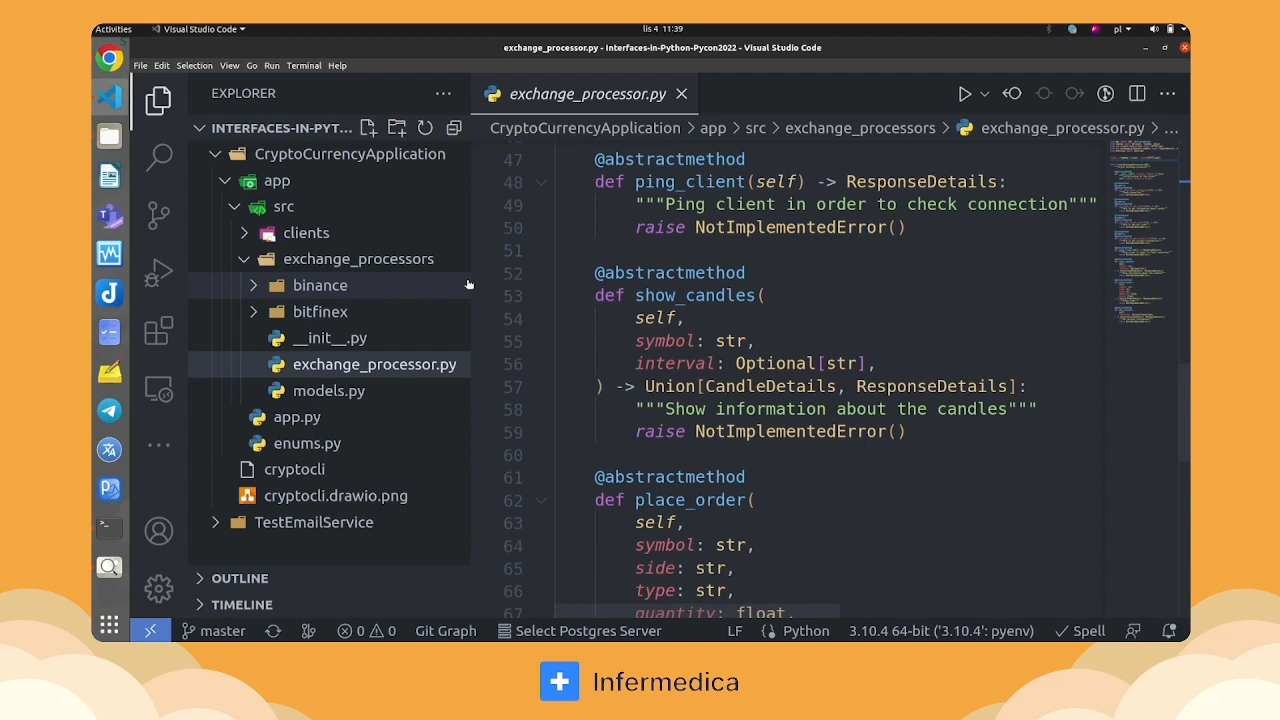 Activities
Visual Studio Code
lis 4 11:39
pl
exchange_processor.py - Interfaces-in-Python-Pycon2022 - Visual Studio Code
File Edit Selection View Go Run Terminal Help
EXPLORER
INTERFACES-IN-PYT...
CryptoCurrencyApplication
app
src
clients
exchange_processors
binance
bitfinex
__init__.py
exchange_processor.py
models.py
app.py
enums.py
cryptocli
cryptocli.drawio.png
TestEmailService
OUTLINE
TIMELINE
exchange_processor.py
CryptoCurrencyApplication > app > src > exchange_processors > exchange_processor.py > ...
47 @abstractmethod
48 def ping_client(self) -> ResponseDetails:
49 """Ping client in order to check connection"""
50 raise NotImplementedError()
51
52 @abstractmethod
53 def show_candles(
54 self,
55 symbol: str,
56 interval: Optional[str],
57 ) -> Union[CandleDetails, ResponseDetails]:
58 """Show information about the candles"""
59 raise NotImplementedError()
60
61 @abstractmethod
62 def place_order(
63 self,
64 symbol: str,
65 side: str,
66 type: str,
67 quantity: float,
master
0
0
Git Graph
Select Postgres Server
LF
Python
3.10.4 64-bit ('3.10.4': pyenv)
Spell
Infermedica